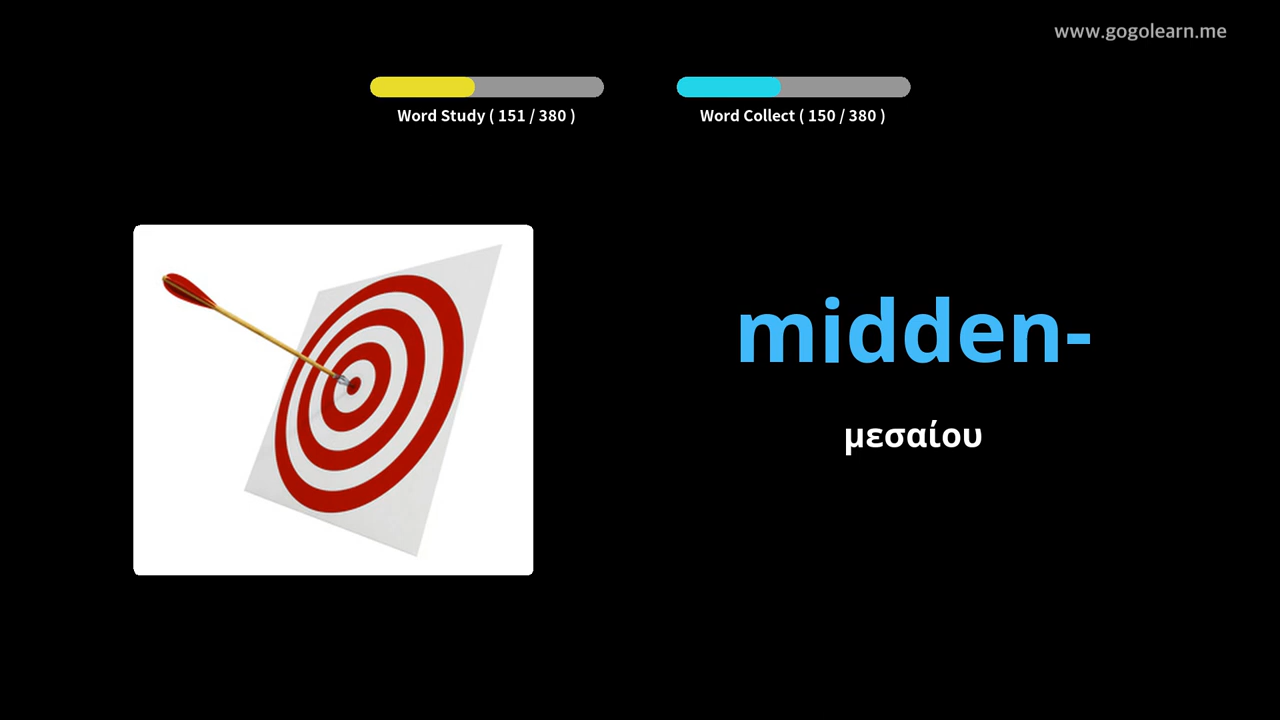 www.gogolearn.me
Word Study ( 151 / 380 )
Word Collect ( 150 / 380 )
midden-
μεσαίου